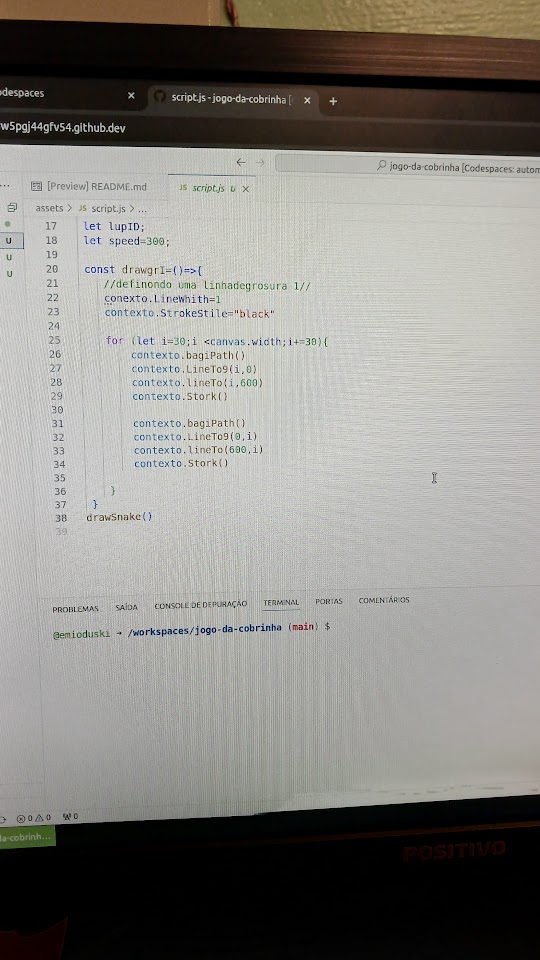 odespaces × script.js - jogo-da-cobrinha [ × +
w5pgj44gfv54.github.dev
← → jogo-da-cobrinha [Codespaces: autom
... [Preview] README.md JS script.js U ×
assets > JS script.js > ...
U
U
U
17 let lupID;
18 let speed=300;
19
20 const drawgrI=()=>{
21 //definondo uma linhadegrosura 1//
22 conexto.LineWhith=1
23 contexto.StrokeStile="black"
24
25 for (let i=30;i <canvas.width;i+=30){
26 contexto.bagiPath()
27 contexto.LineTo9(i,0)
28 contexto.lineTo(i,600)
29 contexto.Stork()
30
31 contexto.bagiPath()
32 contexto.LineTo9(0,i)
33 contexto.lineTo(600,i)
34 contexto.Stork()
35
36 }
37 }
38 drawSnake()
39
PROBLEMAS SAÍDA CONSOLE DE DEPURAÇÃO TERMINAL PORTAS COMENTÁRIOS
@emioduski → /workspaces/jogo-da-cobrinha (main) $
0 0 0
da-cobrinh...
POSITIVO